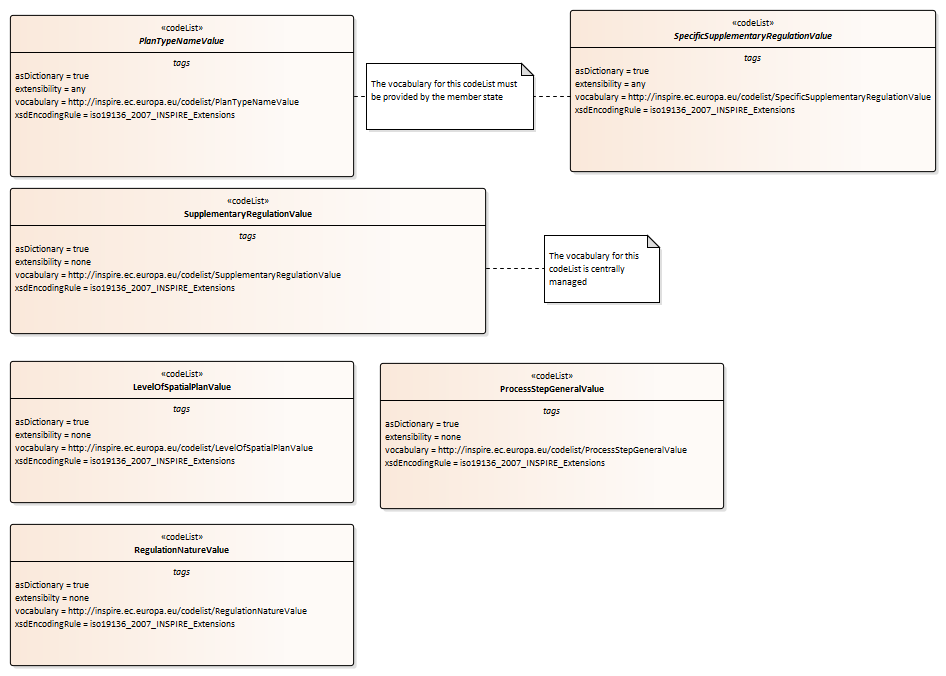 «codeList»
PlanTypeNameValue
tags
asDictionary = true
extensibility = any
vocabulary = http://inspire.ec.europa.eu/codelist/PlanTypeNameValue
xsdEncodingRule = iso19136_2007_INSPIRE_Extensions
The vocabulary for this codeList must
be provided by the member state
«codeList»
SpecificSupplementaryRegulationValue
tags
asDictionary = true
extensibility = any
vocabulary = http://inspire.ec.europa.eu/codelist/SpecificSupplementaryRegulationValue
xsdEncodingRule = iso19136_2007_INSPIRE_Extensions
«codeList»
SupplementaryRegulationValue
tags
asDictionary = true
extensibility = none
vocabulary = http://inspire.ec.europa.eu/codelist/SupplementaryRegulationValue
xsdEncodingRule = iso19136_2007_INSPIRE_Extensions
The vocabulary for this
codeList is centrally
managed
«codeList»
LevelOfSpatialPlanValue
tags
asDictionary = true
extensibility = none
vocabulary = http://inspire.ec.europa.eu/codelist/LevelOfSpatialPlanValue
xsdEncodingRule = iso19136_2007_INSPIRE_Extensions
«codeList»
ProcessStepGeneralValue
tags
asDictionary = true
extensibility = none
vocabulary = http://inspire.ec.europa.eu/codelist/ProcessStepGeneralValue
xsdEncodingRule = iso19136_2007_INSPIRE_Extensions
«codeList»
RegulationNatureValue
tags
asDictionary = true
extensibilty = none
vocabulary = http://inspire.ec.europa.eu/codelist/RegulationNatureValue
xsdEncodingRule = iso19136_2007_INSPIRE_Extensions